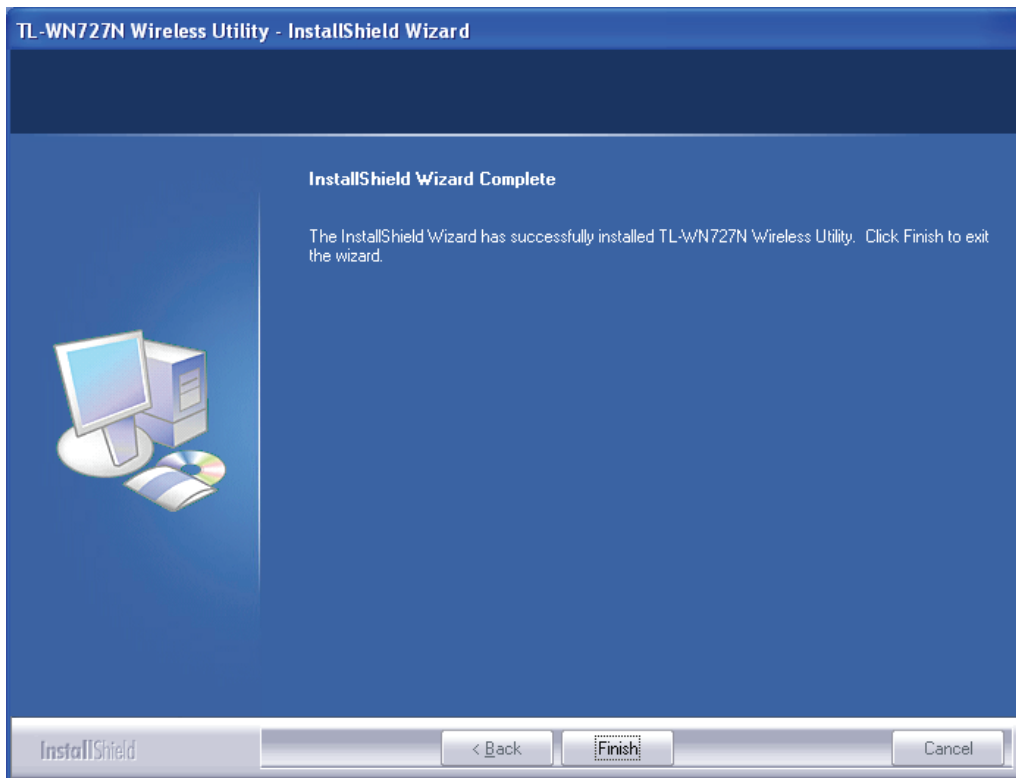 TL-WN727N Wireless Utility - InstallShield Wizard
InstallShield Wizard Complete
The InstallShield Wizard has successfully installed TL-WN727N Wireless Utility. Click Finish to exit
the wizard.
InstallShield
< Back
Finish
Cancel